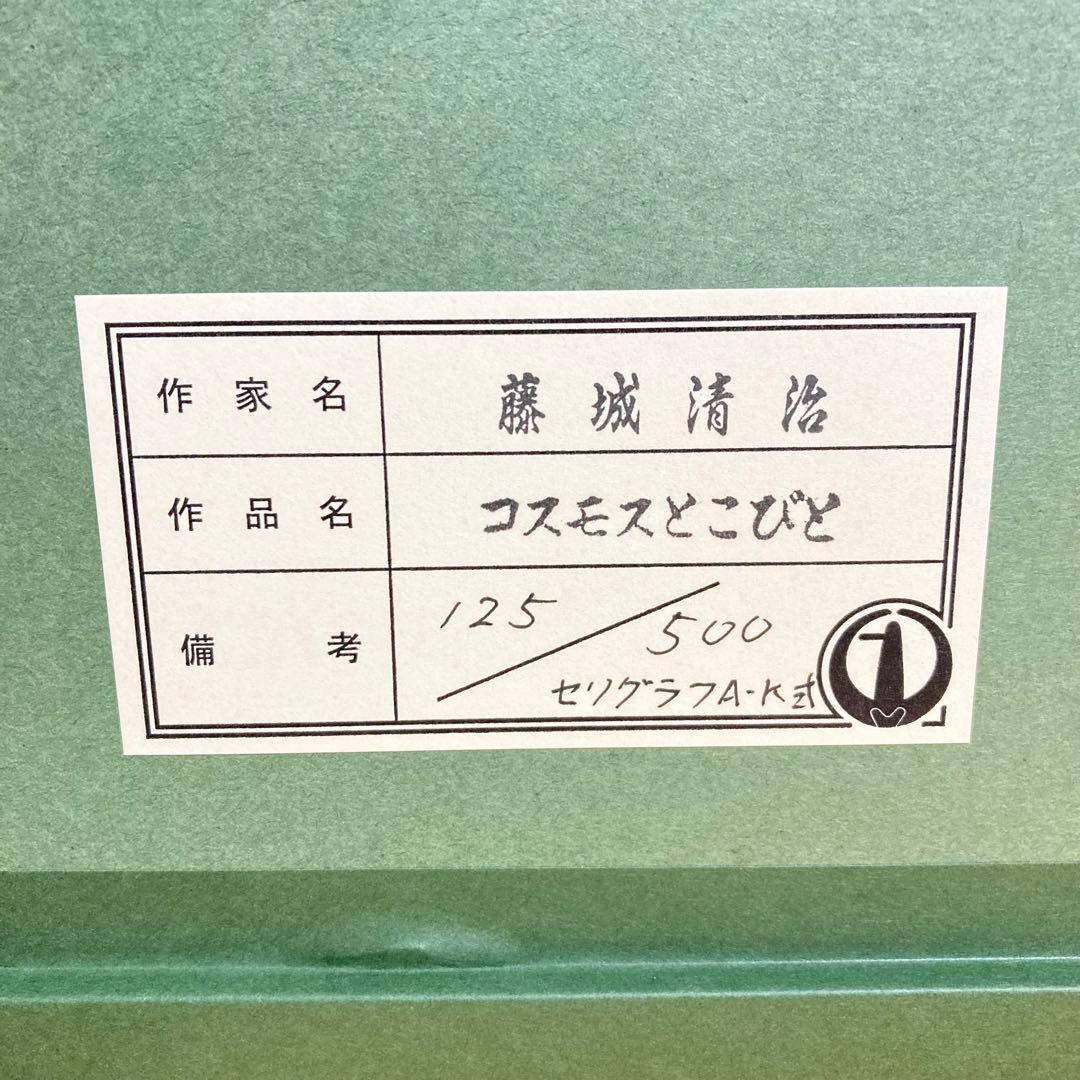 作家名 藤城清治
作品名 コスモスとこびと
備考 125/500
セリグラフA-K式